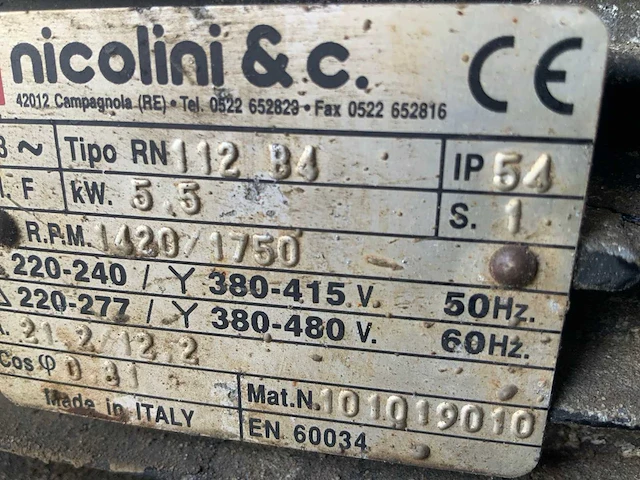 nicolini & c. CE
42012 Campagnola (RE) • Tel. 0522 652823 • Fax 0522 652816
3 ~ Tipo RN 112 B4 IP 54
I. F kW. 5,5 S. 1
R.P.M. 1420/1750
△ 220-240 / Y 380-415 V. 50Hz.
△ 220-277 / Y 380-480 V. 60Hz.
A. 21.2/12.2
Cos φ 0.81 Mat.N. 101019010
Made in ITALY EN 60034